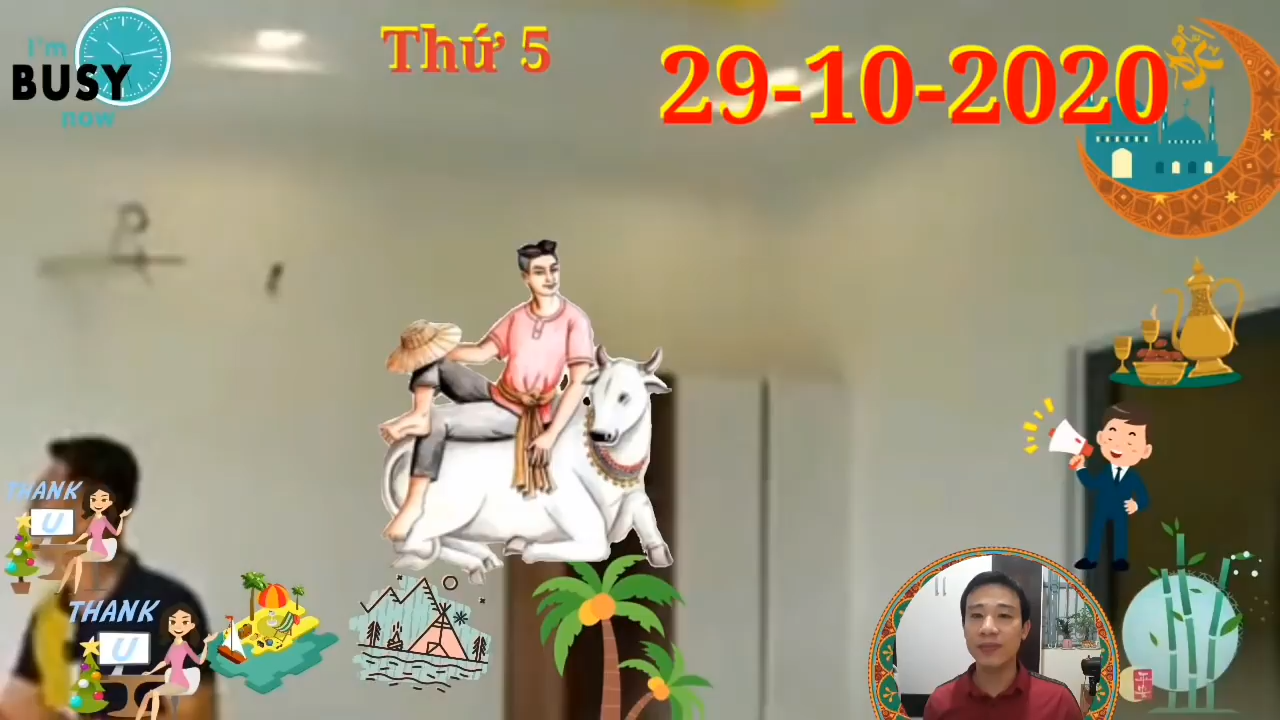 I'm
BUSY
now
Thứ 5
29-10-2020
THANK
U
THANK
U